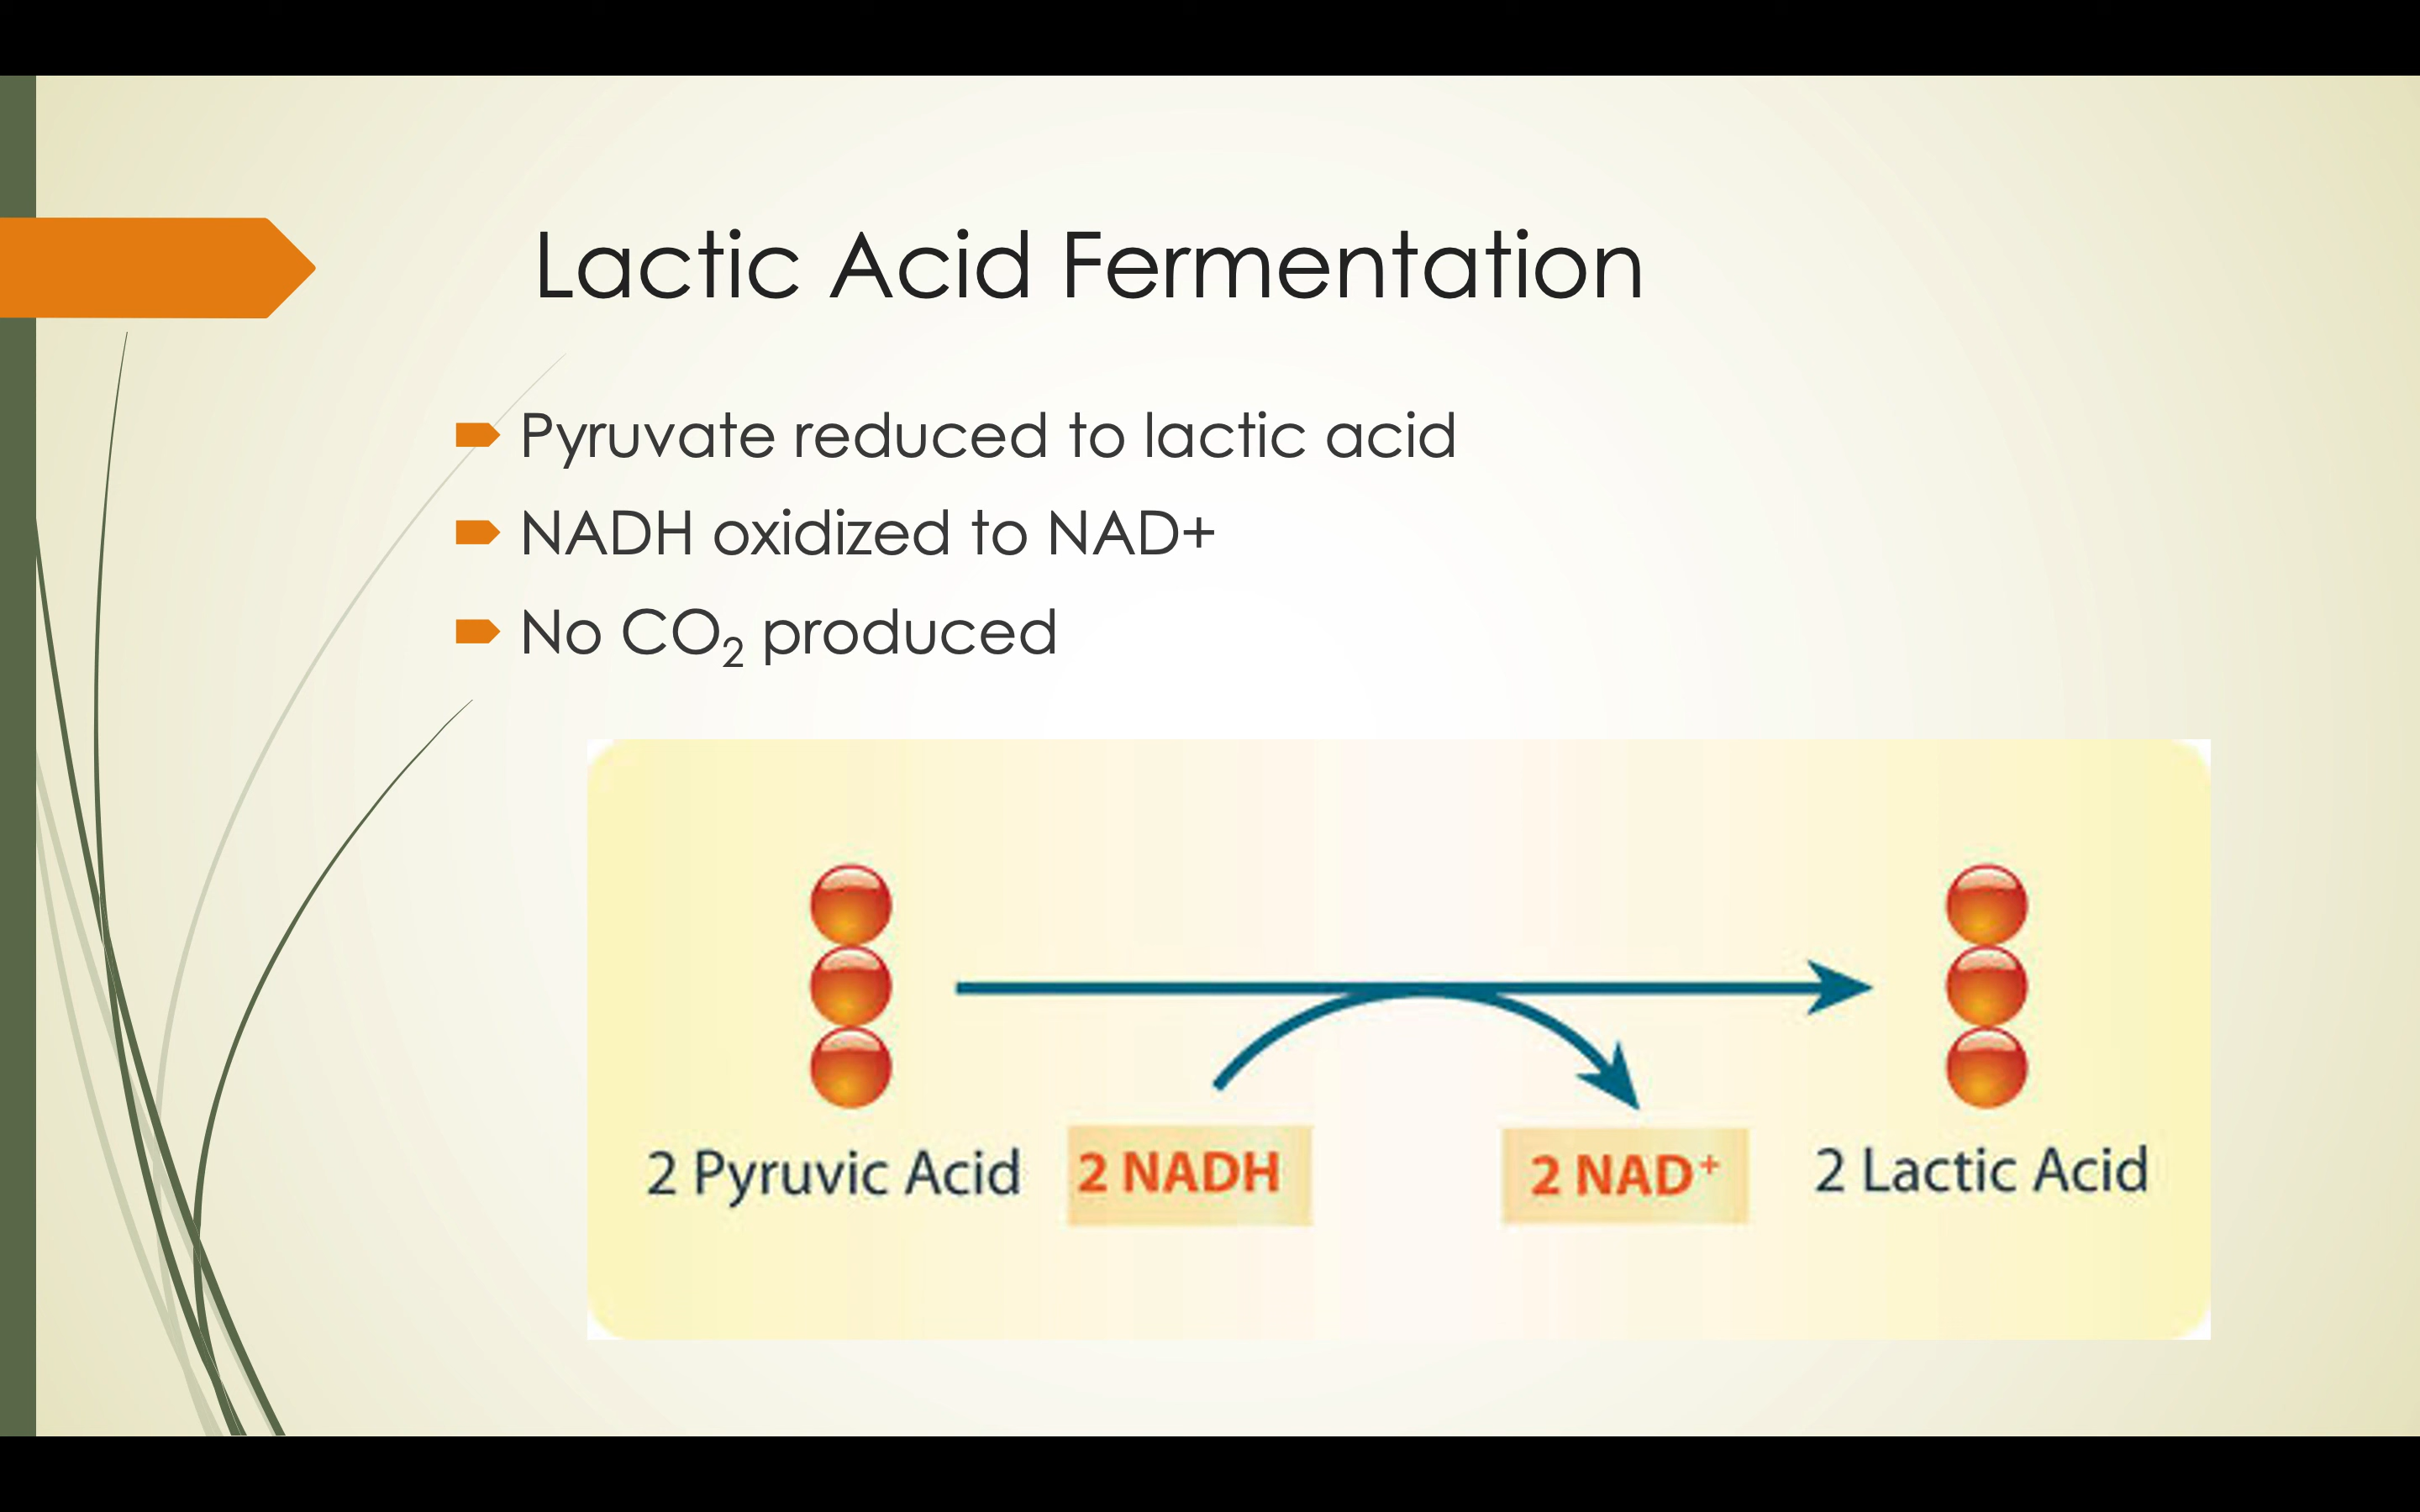 Lactic Acid Fermentation
Pyruvate reduced to lactic acid
NADH oxidized to NAD+
No CO₂ produced
2 Pyruvic Acid 2 NADH 2 NAD⁺ 2 Lactic Acid